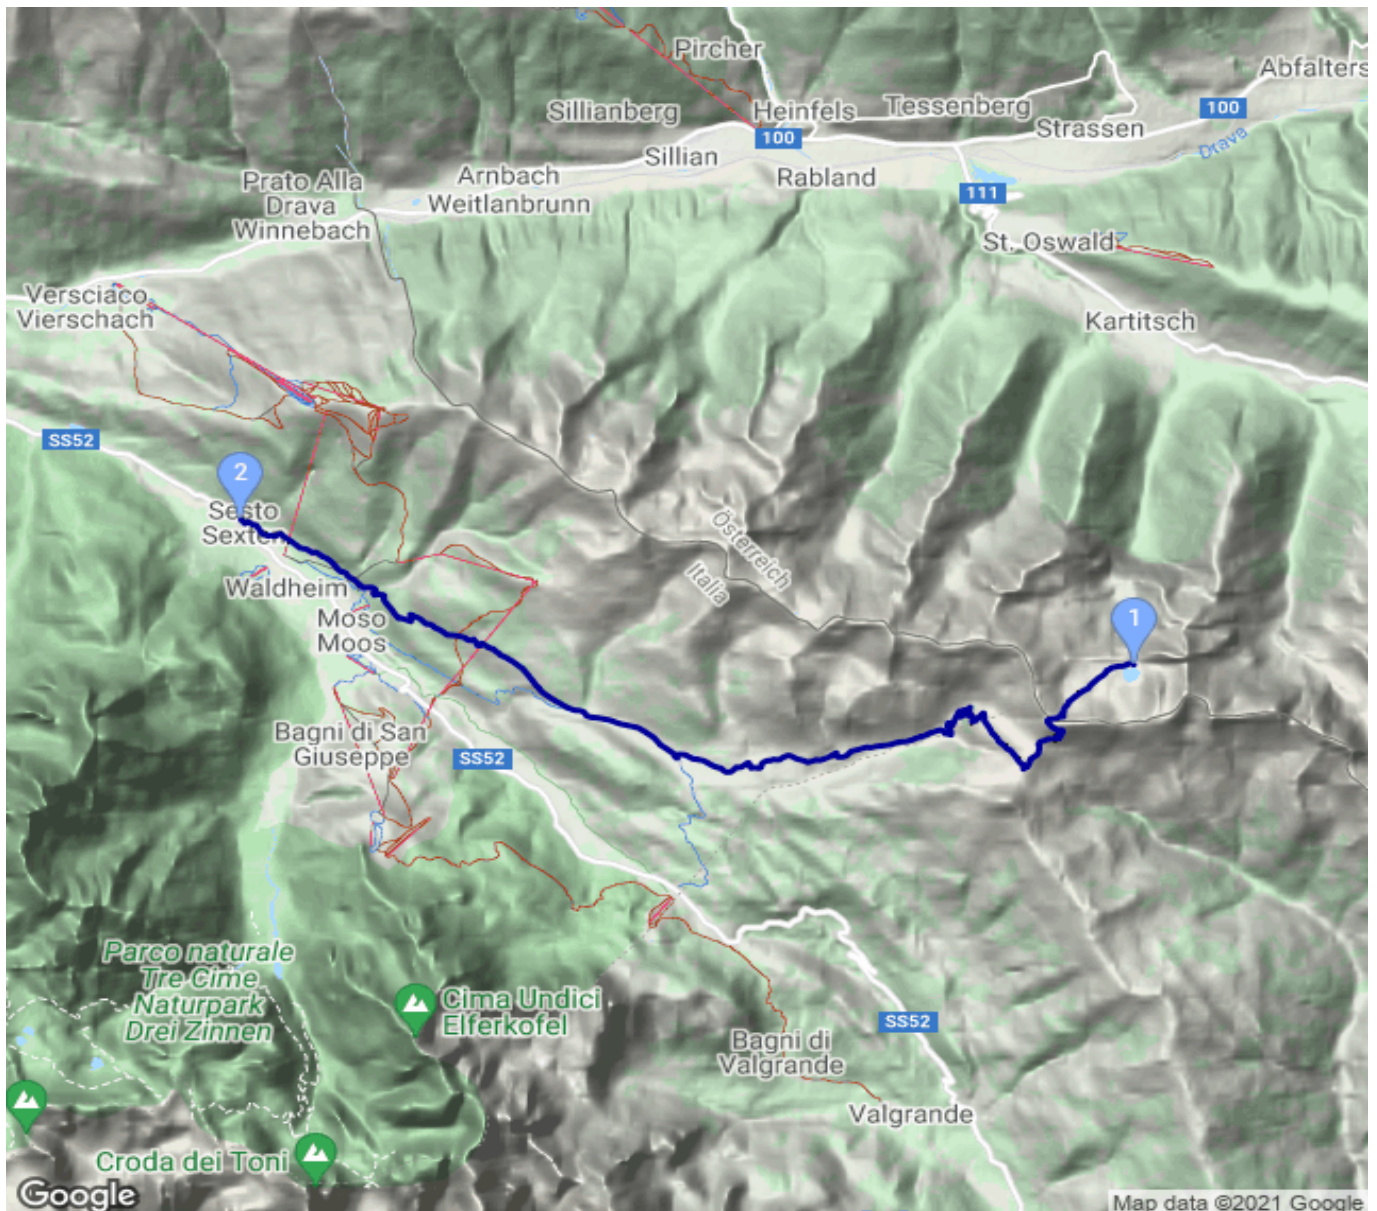 Pircher
Abfalters
Sillianberg
Heinfels
Tessenberg
100
100
Strassen
Sillian
Drava
Prato Alla
Drava
Winnebach
Arnbach
Weitlanbrunn
Rabland
111
St. Oswald
Versciaco
Vierschach
Kartitsch
SS52
2
Sesto
Sexten
Österreich
Italia
Waldheim
Moso
Moos
1
Bagni di San
Giuseppe
SS52
Parco naturale
Tre Cime
Naturpark
Drei Zinnen
Cima Undici
Elferkofel
SS52
Bagni di
Valgrande
Valgrande
Croda dei Toni
Google
Map data ©2021 Google